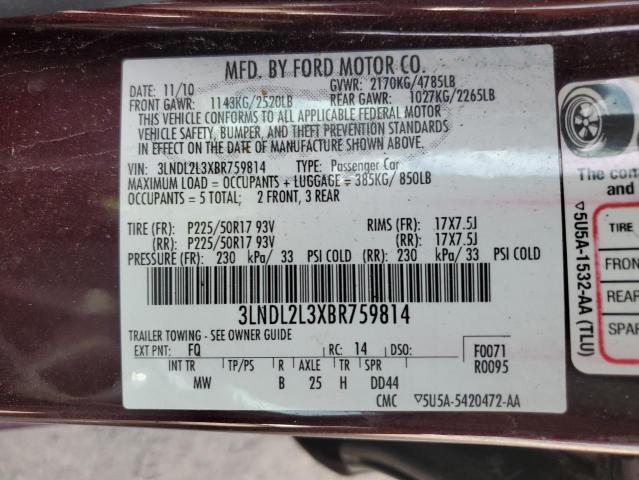 MFD. BY FORD MOTOR CO.
DATE: 11/10 GVWR: 2170KG/4785LB
FRONT GAWR: 1143KG/2520LB REAR GAWR: 1027KG/2265LB
THIS VEHICLE CONFORMS TO ALL APPLICABLE FEDERAL MOTOR
VEHICLE SAFETY, BUMPER, AND THEFT PREVENTION STANDARDS
IN EFFECT ON THE DATE OF MANUFACTURE SHOWN ABOVE.
VIN: 3LNDL2L3XBR759814 TYPE: Passenger Car
MAXIMUM LOAD = OCCUPANTS + LUGGAGE = 385KG/ 850LB
OCCUPANTS = 5 TOTAL; 2 FRONT, 3 REAR
TIRE (FR): P225/50R17 93V RIMS (FR): 17X7.5J
(RR): P225/50R17 93V (RR): 17X7.5J
PRESSURE (FR): 230 kPa/ 33 PSI COLD (RR): 230 kPa/ 33 PSI COLD
3LNDL2L3XBR759814
TRAILER TOWING - SEE OWNER GUIDE
EXT PNT: FQ RC: 14 DSO: F0071
R0095
INT TR TP/PS R AXLE TR SPR
MW B 25 H DD44
CMC ▽5U5A-5420472-AA
▽5U5A-1532-AA (TLU)
The com
TIRE
FRON
REAR
SPAR